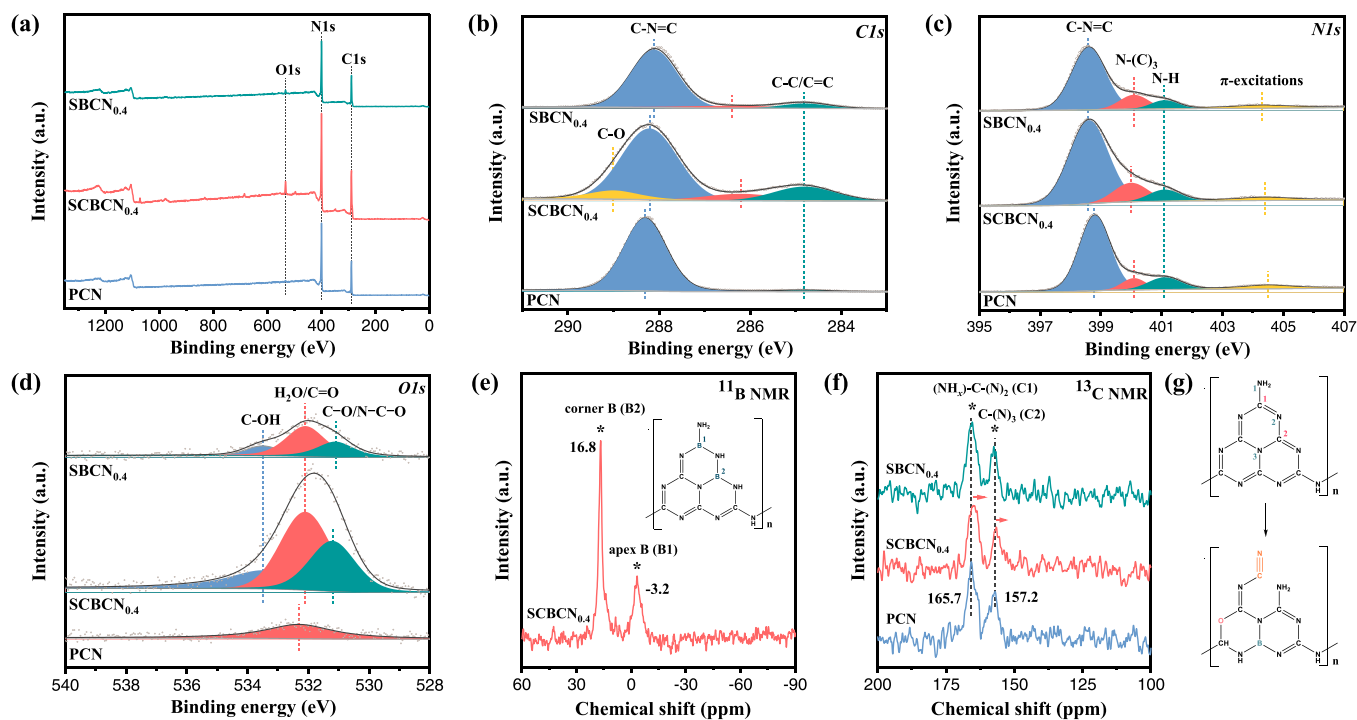 (a)
N1s
C1s
O1s
SBCN0.4
SCBCN0.4
PCN
Intensity (a.u.)
1200 1000 800 600 400 200 0
Binding energy (eV)
(b)
C1s
C-N=C
C-C/C=C
SBCN0.4
C-O
SCBCN0.4
PCN
Intensity (a.u.)
290 288 286 284
Binding energy (eV)
(c)
N1s
C-N=C
N-(C)3
N-H
π-excitations
SBCN0.4
SCBCN0.4
PCN
Intensity (a.u.)
395 397 399 401 403 405 407
Binding energy (eV)
(d)
O1s
H2O/C=O
C-OH
C−O/N−C−O
SBCN0.4
SCBCN0.4
PCN
Intensity (a.u.)
540 538 536 534 532 530 528
Binding energy (eV)
(e)
11B NMR
corner B (B2)
*
16.8
NH2
1
B
N NH
B 2
N N NH
N N NH
n
apex B (B1)
*
-3.2
SCBCN0.4
Intensity (a.u.)
60 30 0 -30 -60 -90
Chemical shift (ppm)
(f)
13C NMR
(NHx)-C-(N)2 (C1)
*
C-(N)3 (C2)
*
SBCN0.4
SCBCN0.4
165.7
157.2
PCN
Intensity (a.u.)
200 175 150 125 100
Chemical shift (ppm)
(g)
1 NH2
C 1
N N 2
C C 2
N N N
3
C C C
N N NH
n
N
C
N NH2
C C
O N N
CH B C
NH N NH
n